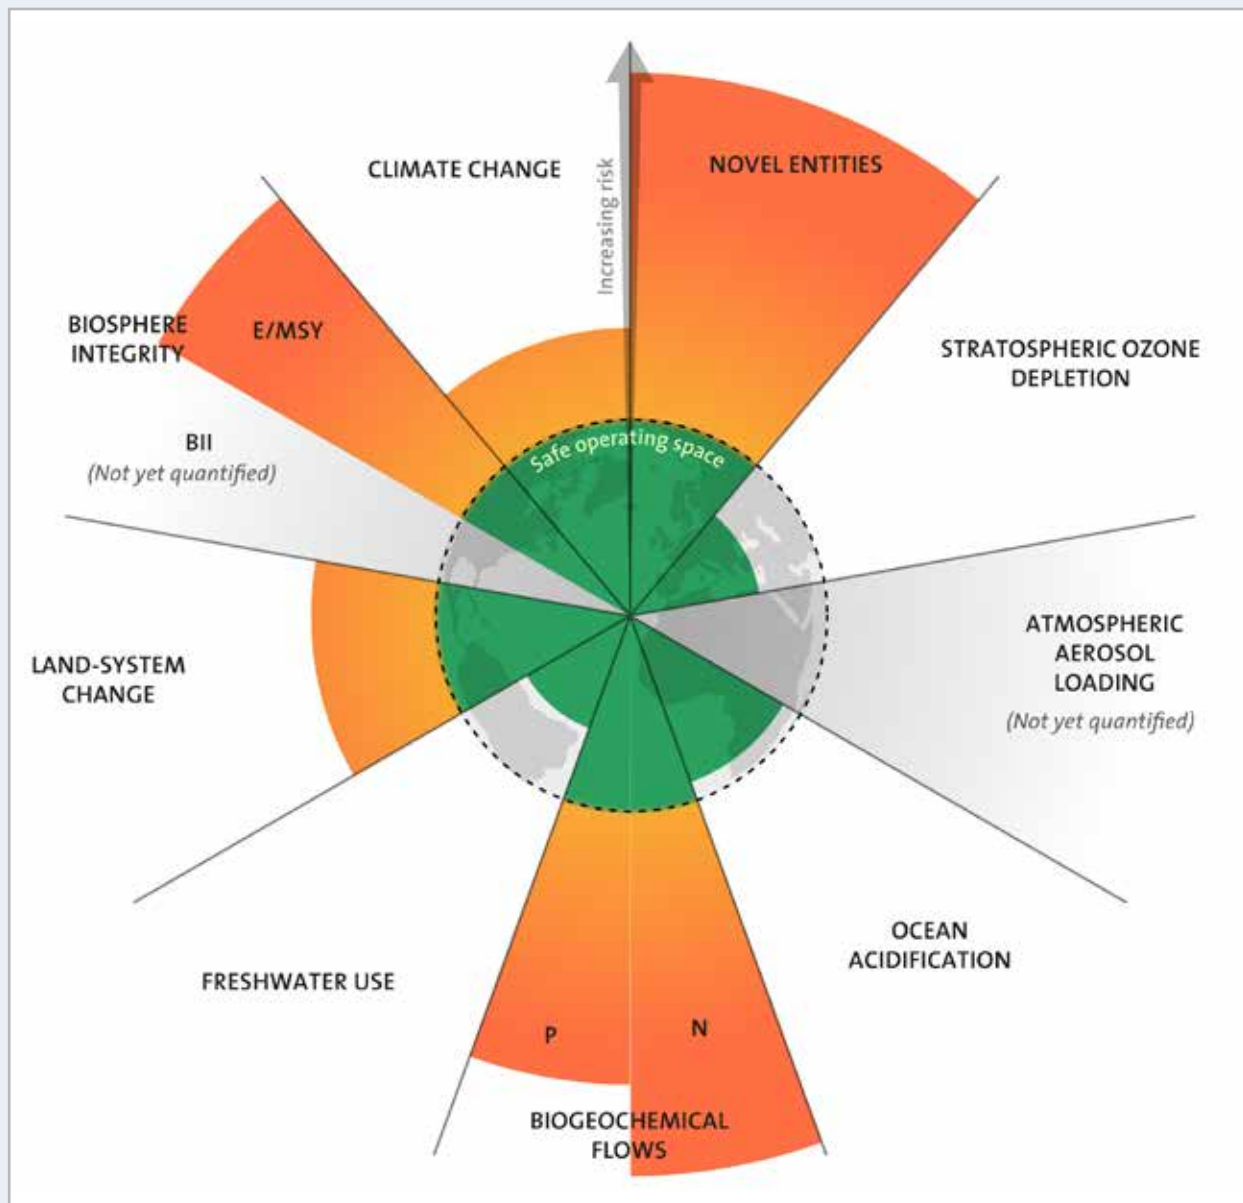 CLIMATE CHANGE
Increasing risk
NOVEL ENTITIES
BIOSPHERE
INTEGRITY
E/MSY
STRATOSPHERIC OZONE
DEPLETION
BII
(Not yet quantified)
Safe operating space
LAND-SYSTEM
CHANGE
ATMOSPHERIC
AEROSOL
LOADING
(Not yet quantified)
FRESHWATER USE
OCEAN
ACIDIFICATION
P
N
BIOGEOCHEMICAL
FLOWS